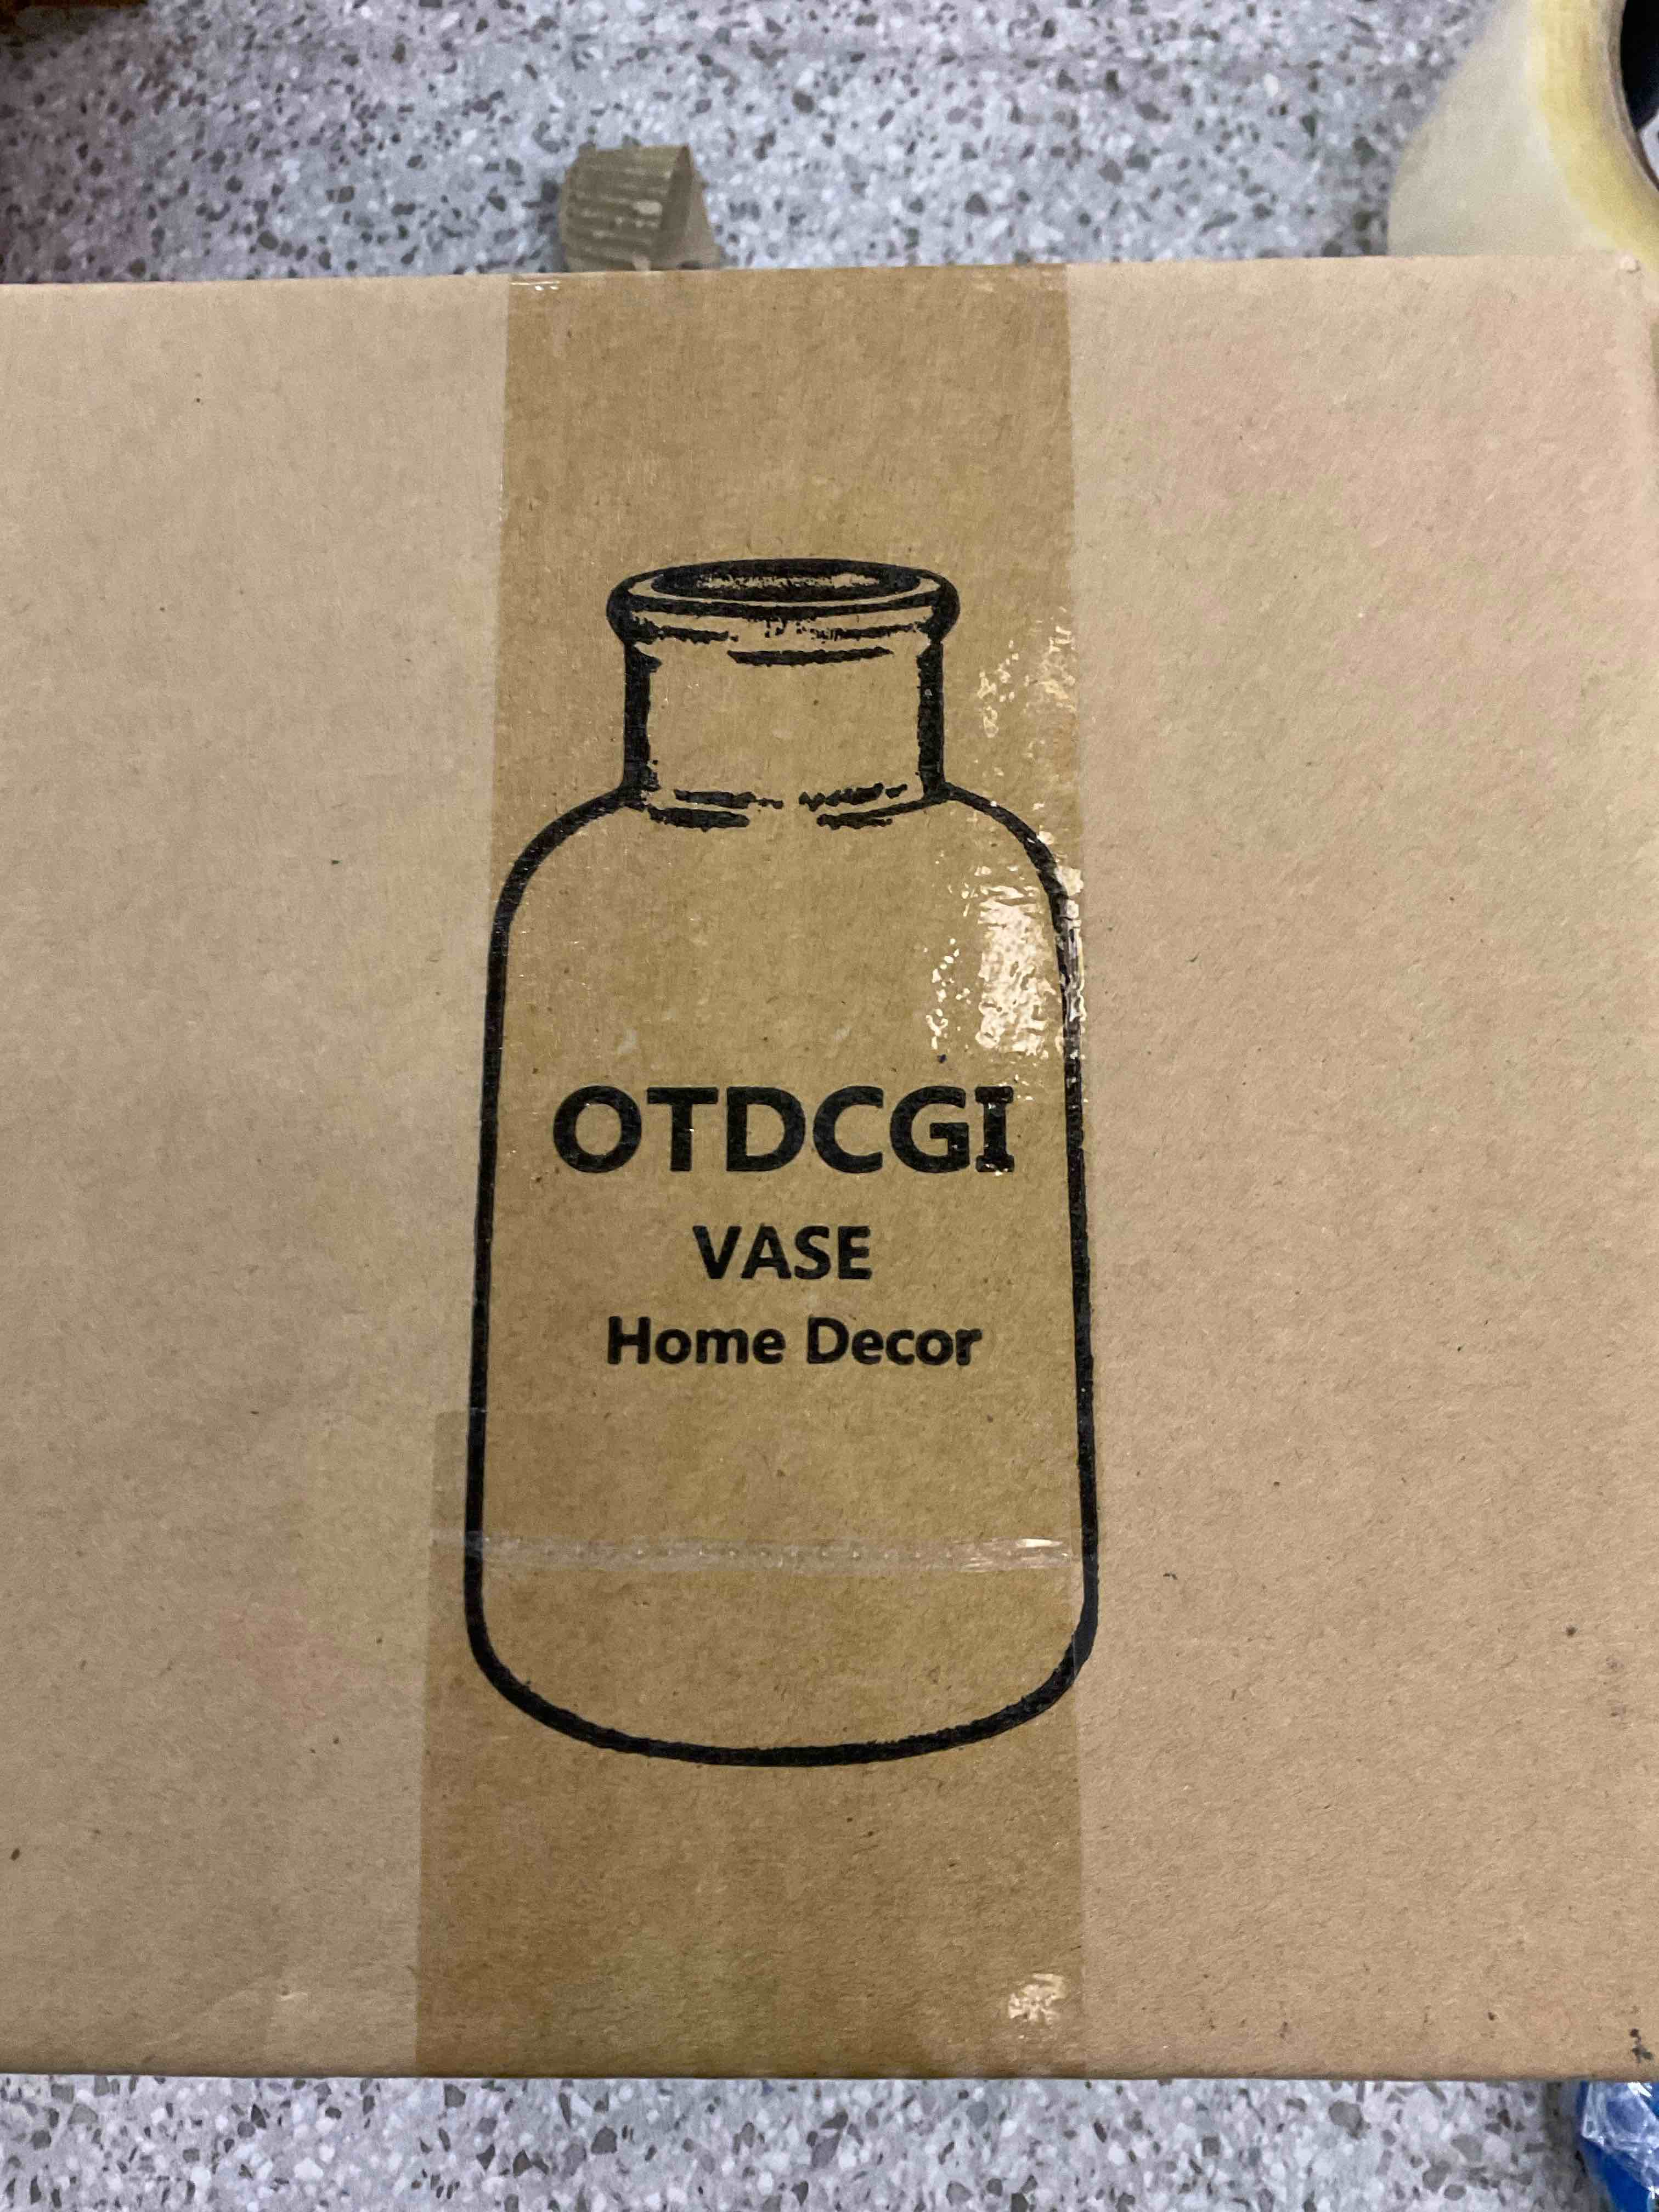 OTDCGI
VASE
Home Decor